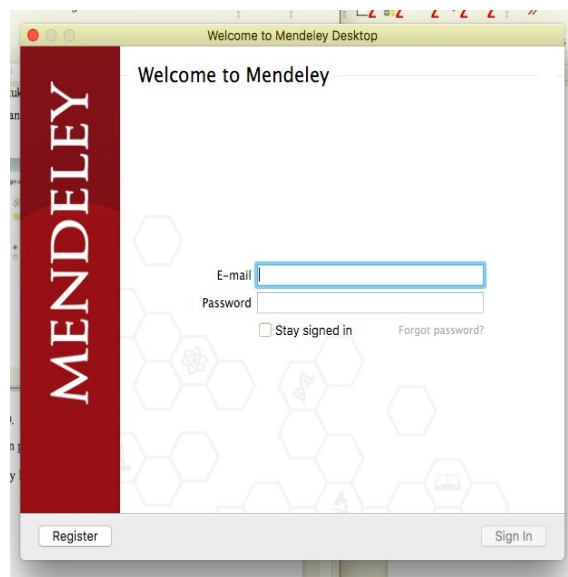 Welcome to Mendeley Desktop
Welcome to Mendeley
MENDELEY
E-mail
Password
Stay signed in
Forgot password?
Register
Sign In